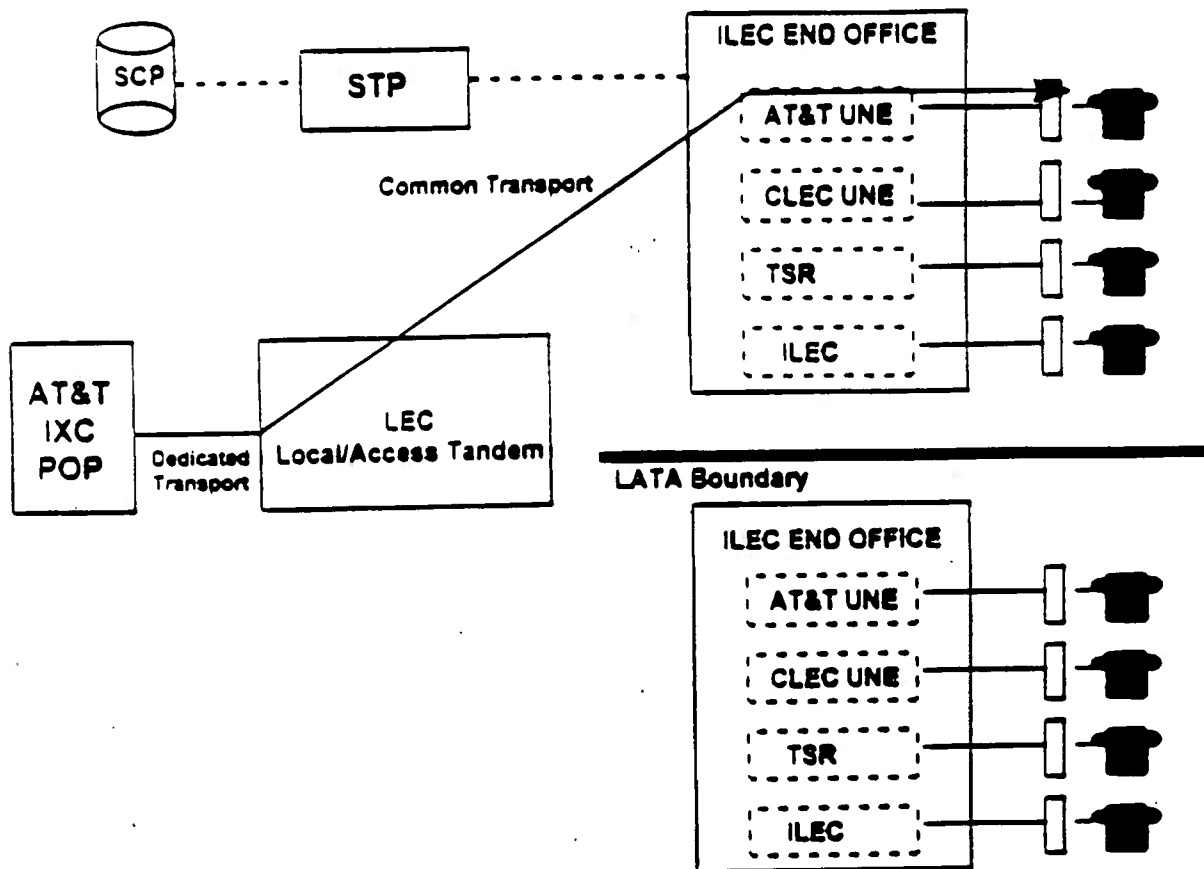 ILEC END OFFICE
SCP
STP
AT&T UNE
Common Transport
CLEC UNE
TSR
ILEC
AT&T
IXC
POP
Dedicated
Transport
LEC
Local/Access Tandem
LATA Boundary
ILEC END OFFICE
AT&T UNE
CLEC UNE
TSR
ILEC